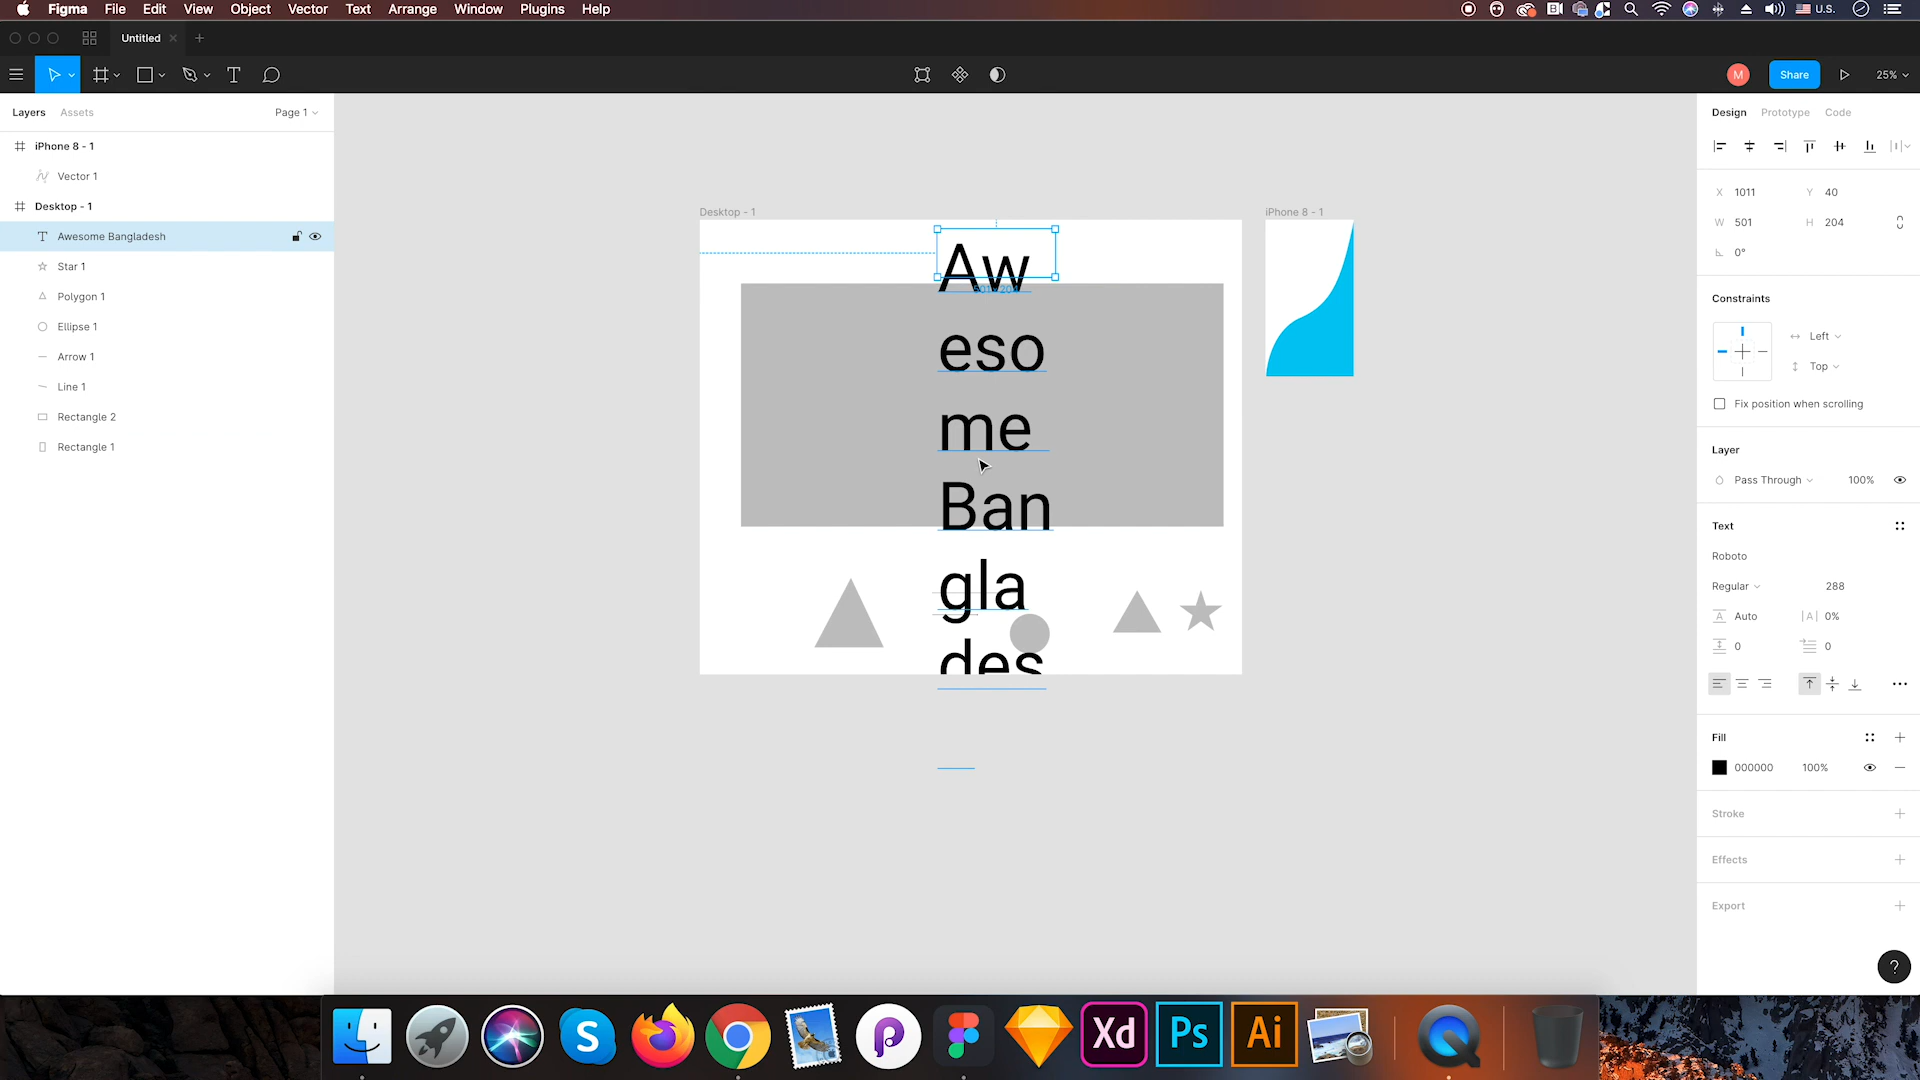 Figma File Edit View Object Vector Text Arrange Window Plugins Help U.S.
Untitled
M Share 25%
Layers Assets Page 1
Design Prototype Code
iPhone 8 - 1
Vector 1
Desktop - 1
Awesome Bangladesh
Star 1
Polygon 1
Ellipse 1
Arrow 1
Line 1
Rectangle 2
Rectangle 1
Desktop - 1
iPhone 8 - 1
Aw
eso
me
Ban
gla
des
X 1011 Y 40
W 501 H 204
0°
Constraints
Left
Top
Fix position when scrolling
Layer
Pass Through 100%
Text
Roboto
Regular 288
Auto 0%
0 0
Fill
000000 100%
Stroke
Effects
Export
?
S P Xd Ps Ai